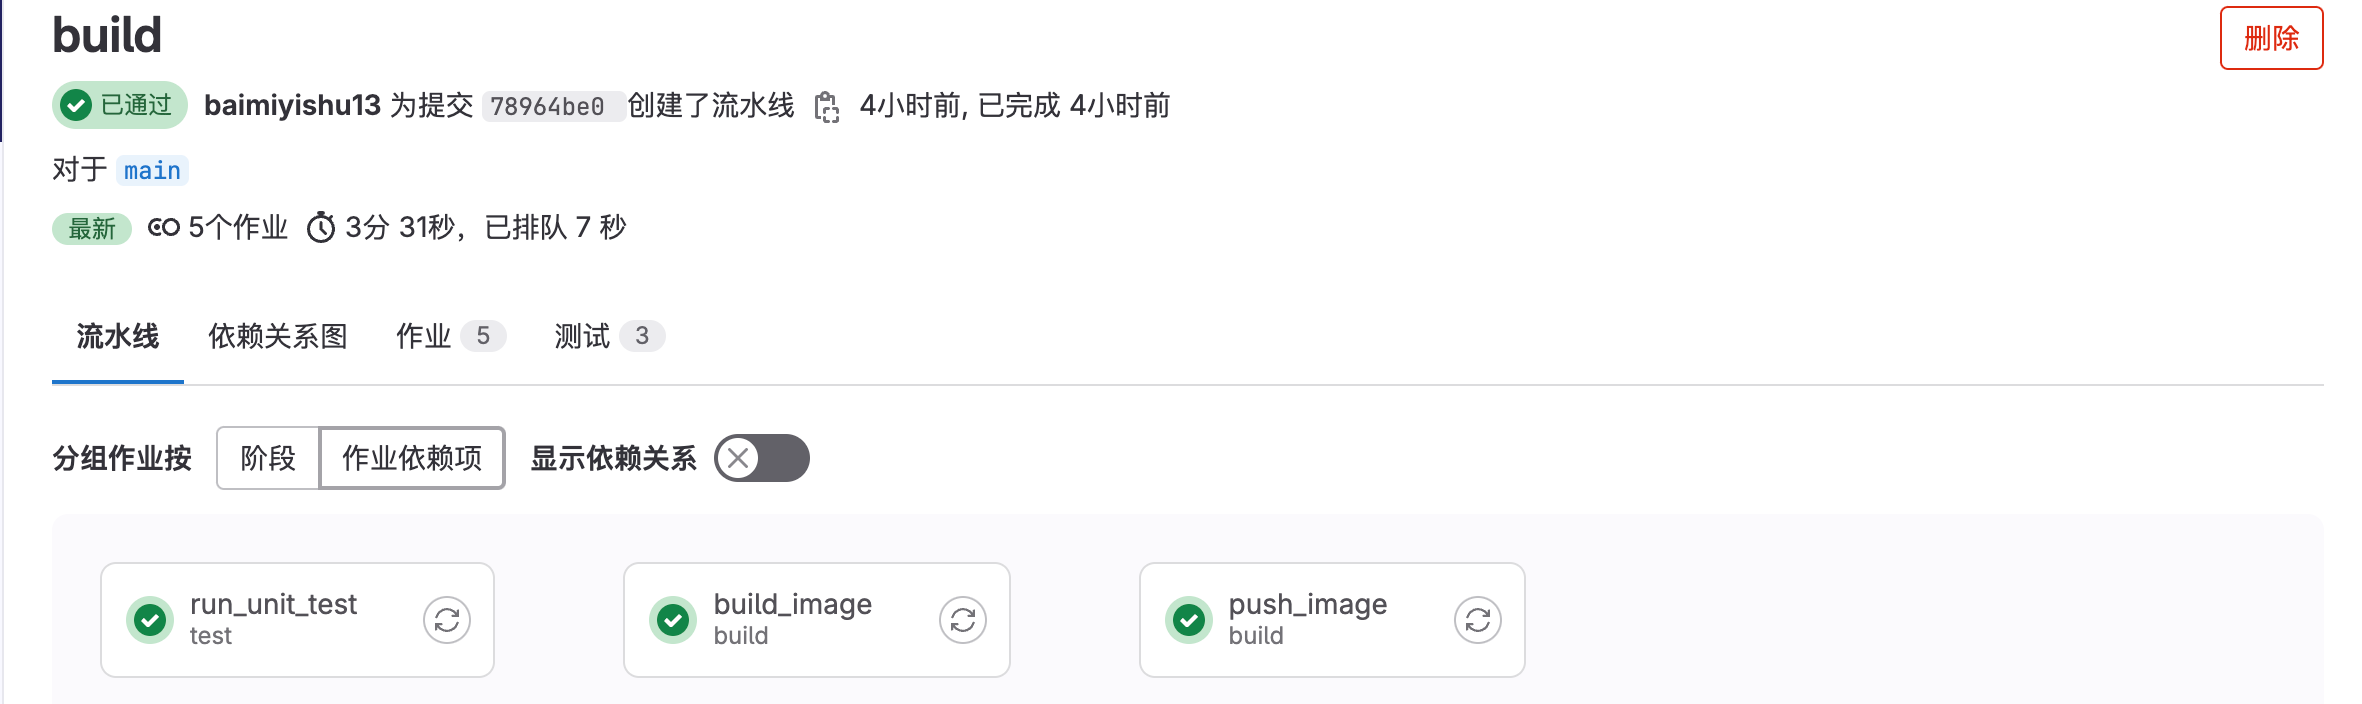 build
删除
已通过 baimiyishu13 为提交 78964be0 创建了流水线 4小时前, 已完成 4小时前
对于 main
最新 5个作业 3分 31秒，已排队 7 秒
流水线 依赖关系图 作业 5 测试 3
分组作业按 阶段 作业依赖项 显示依赖关系
run_unit_test build_image push_image
test build build